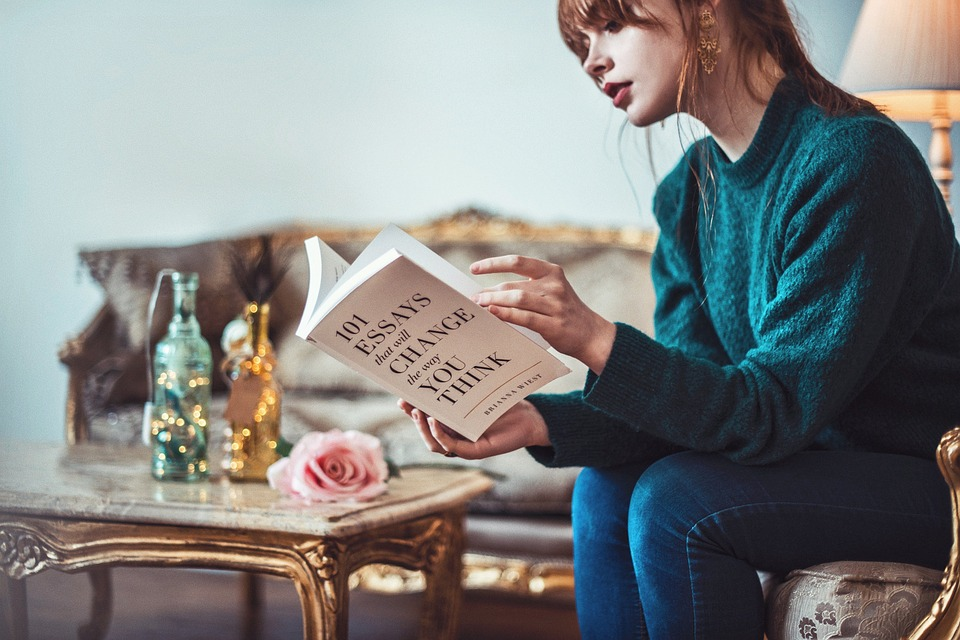 101
ESSAYS
that will
CHANGE
the way
YOU
THINK
BRIANNA WIEST